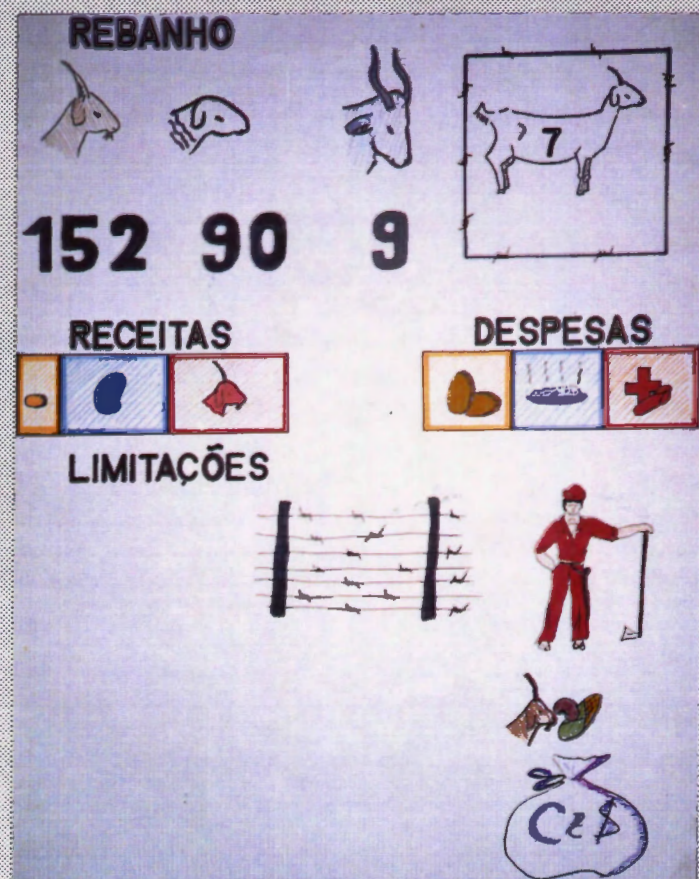 REBANHO
7
152 90 9
RECEITAS DESPESAS
LIMITAÇÕES
Cz$